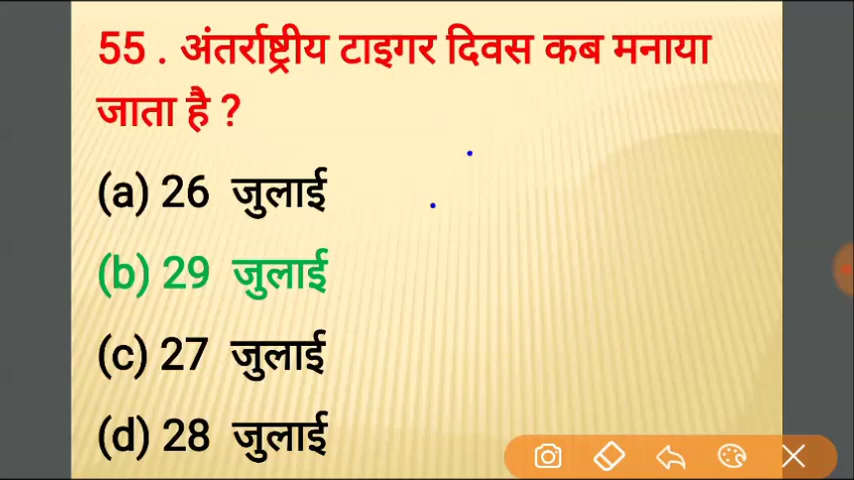 55 . अंतर्राष्ट्रीय टाइगर दिवस कब मनाया
जाता है ?
(a) 26 जुलाई
(b) 29 जुलाई
(c) 27 जुलाई
(d) 28 जुलाई